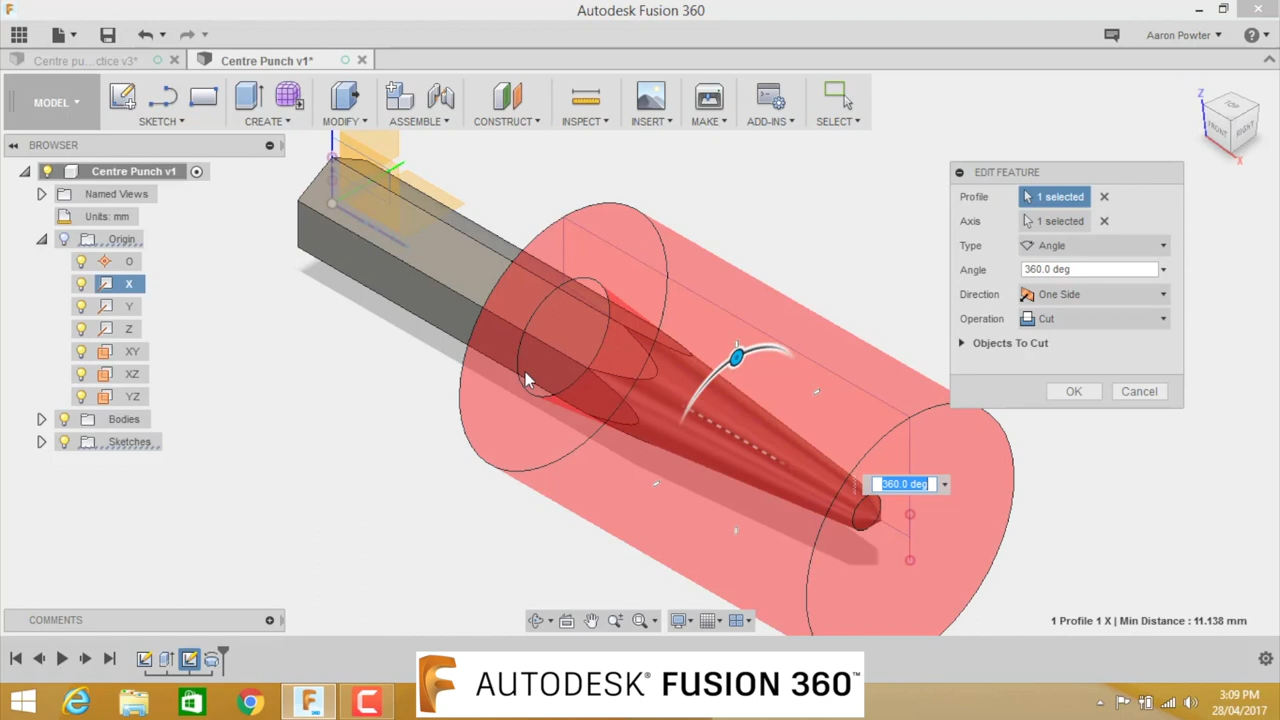 Autodesk Fusion 360
Aaron Powter
Centre pu...ctice v3*
Centre Punch v1*
MODEL
SKETCH
CREATE
MODIFY
ASSEMBLE
CONSTRUCT
INSPECT
INSERT
MAKE
ADD-INS
SELECT
BROWSER
Centre Punch v1
Named Views
Units: mm
Origin
O
X
Y
Z
XY
XZ
YZ
Bodies
Sketches
Z
TOP
FRONT
RIGHT
X
EDIT FEATURE
Profile 1 selected
Axis 1 selected
Type Angle
Angle 360.0 deg
Direction One Side
Operation Cut
Objects To Cut
OK Cancel
360.0 deg
COMMENTS
1 Profile 1 X | Min Distance : 11.138 mm
AUTODESK® FUSION 360™
3:09 PM
28/04/2017